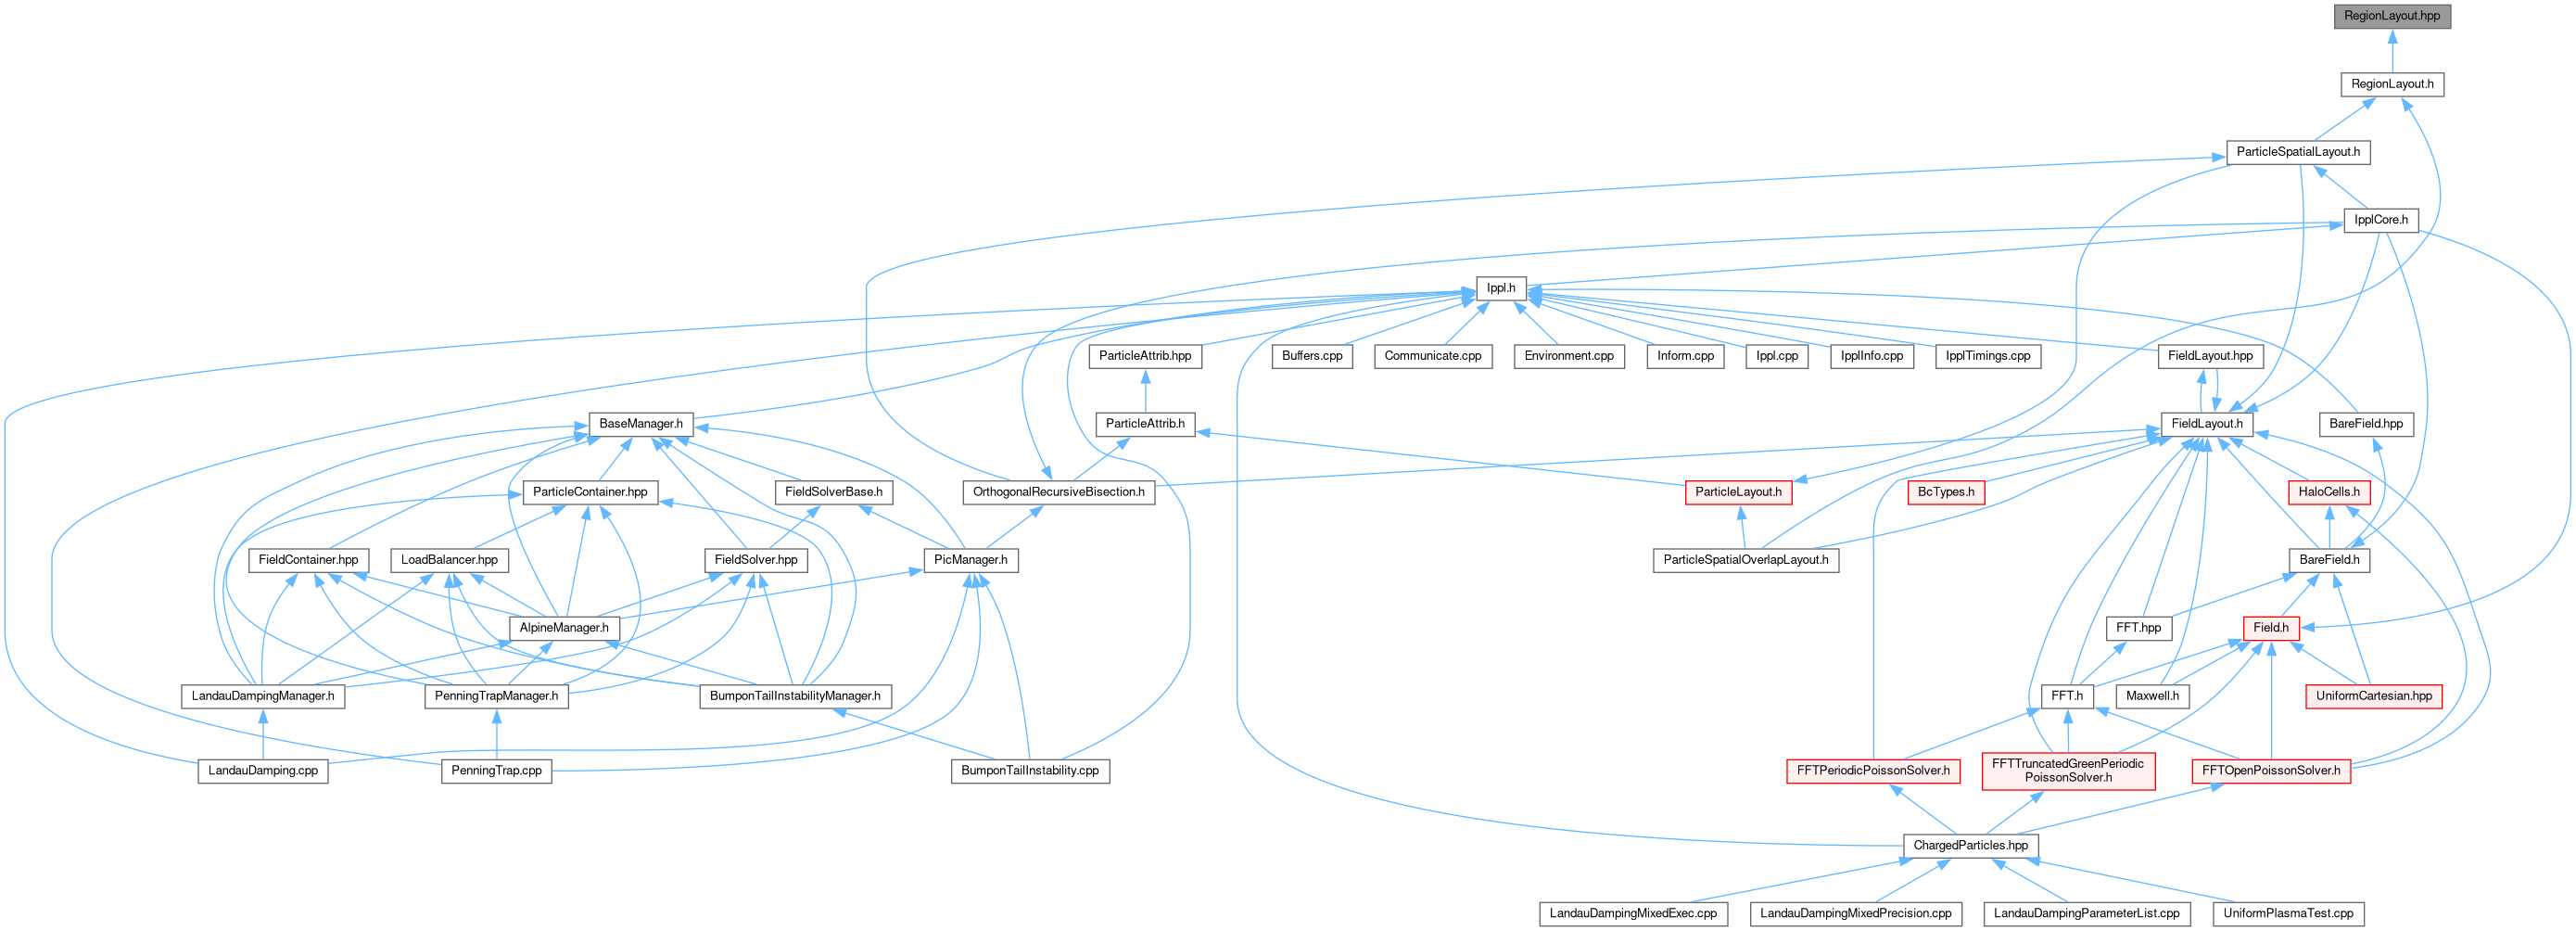 RegionLayout.hpp
RegionLayout.h
ParticleSpatialLayout.h
IpplCore.h
Ippl.h
ParticleAttrib.hpp
Buffers.cpp
Communicate.cpp
Environment.cpp
Inform.cpp
Ippl.cpp
IpplInfo.cpp
IpplTimings.cpp
FieldLayout.hpp
BaseManager.h
ParticleAttrib.h
FieldLayout.h
BareField.hpp
ParticleContainer.hpp
FieldSolverBase.h
OrthogonalRecursiveBisection.h
ParticleLayout.h
BcTypes.h
HaloCells.h
FieldContainer.hpp
LoadBalancer.hpp
FieldSolver.hpp
PicManager.h
ParticleSpatialOverlapLayout.h
BareField.h
AlpineManager.h
FFT.hpp
Field.h
LandauDampingManager.h
PenningTrapManager.h
BumponTailInstabilityManager.h
FFT.h
Maxwell.h
UniformCartesian.hpp
LandauDamping.cpp
PenningTrap.cpp
BumponTailInstability.cpp
FFTPeriodicPoissonSolver.h
FFTTruncatedGreenPeriodic
PoissonSolver.h
FFTOpenPoissonSolver.h
ChargedParticles.hpp
LandauDampingMixedExec.cpp
LandauDampingMixedPrecision.cpp
LandauDampingParameterList.cpp
UniformPlasmaTest.cpp